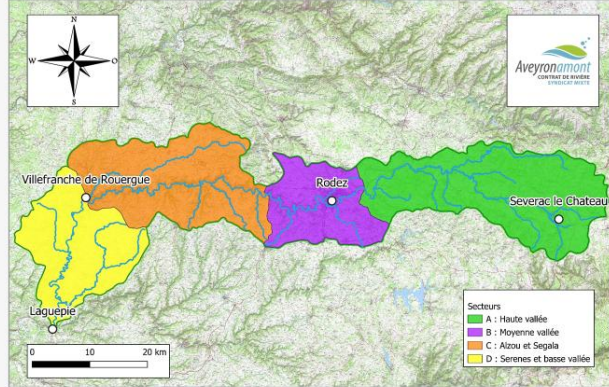 N
W
O
S
Aveyronamont
CONTRAT DE RIVIÈRE
SYNDICAT MIXTE
Villefranche de Rouergue
Rodez
Severac le Chateau
Laguepie
0 10 20 km
Secteurs
A : Haute vallée
B : Moyenne vallée
C : Alzou et Segala
D : Serenes et basse vallée